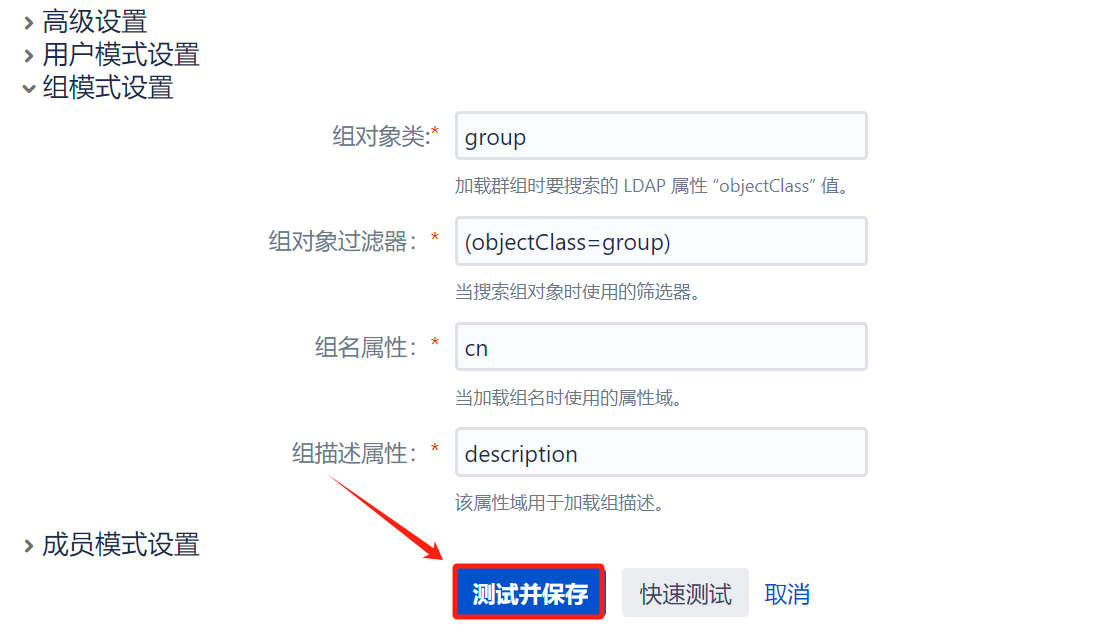 高级设置
用户模式设置
组模式设置
组对象类:* group
加载群组时要搜索的 LDAP 属性 “objectClass” 值。
组对象过滤器： * (objectClass=group)
当搜索组对象时使用的筛选器。
组名属性： * cn
当加载组名时使用的属性域。
组描述属性： * description
该属性域用于加载组描述。
成员模式设置
测试并保存 快速测试 取消